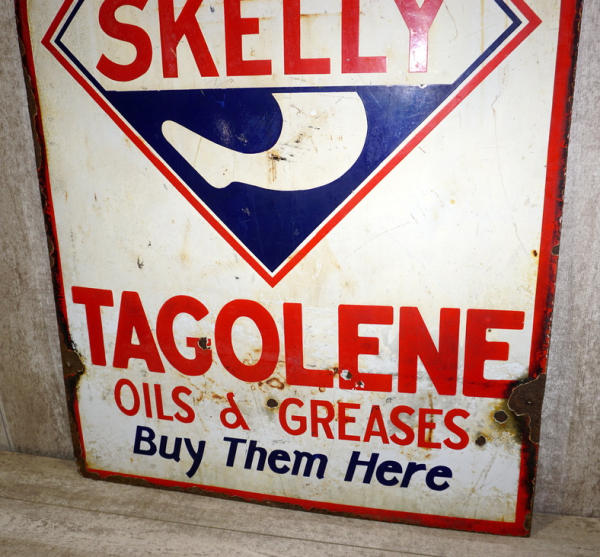 SKELLY
TAGOLENE
OILS & GREASES
Buy Them Here